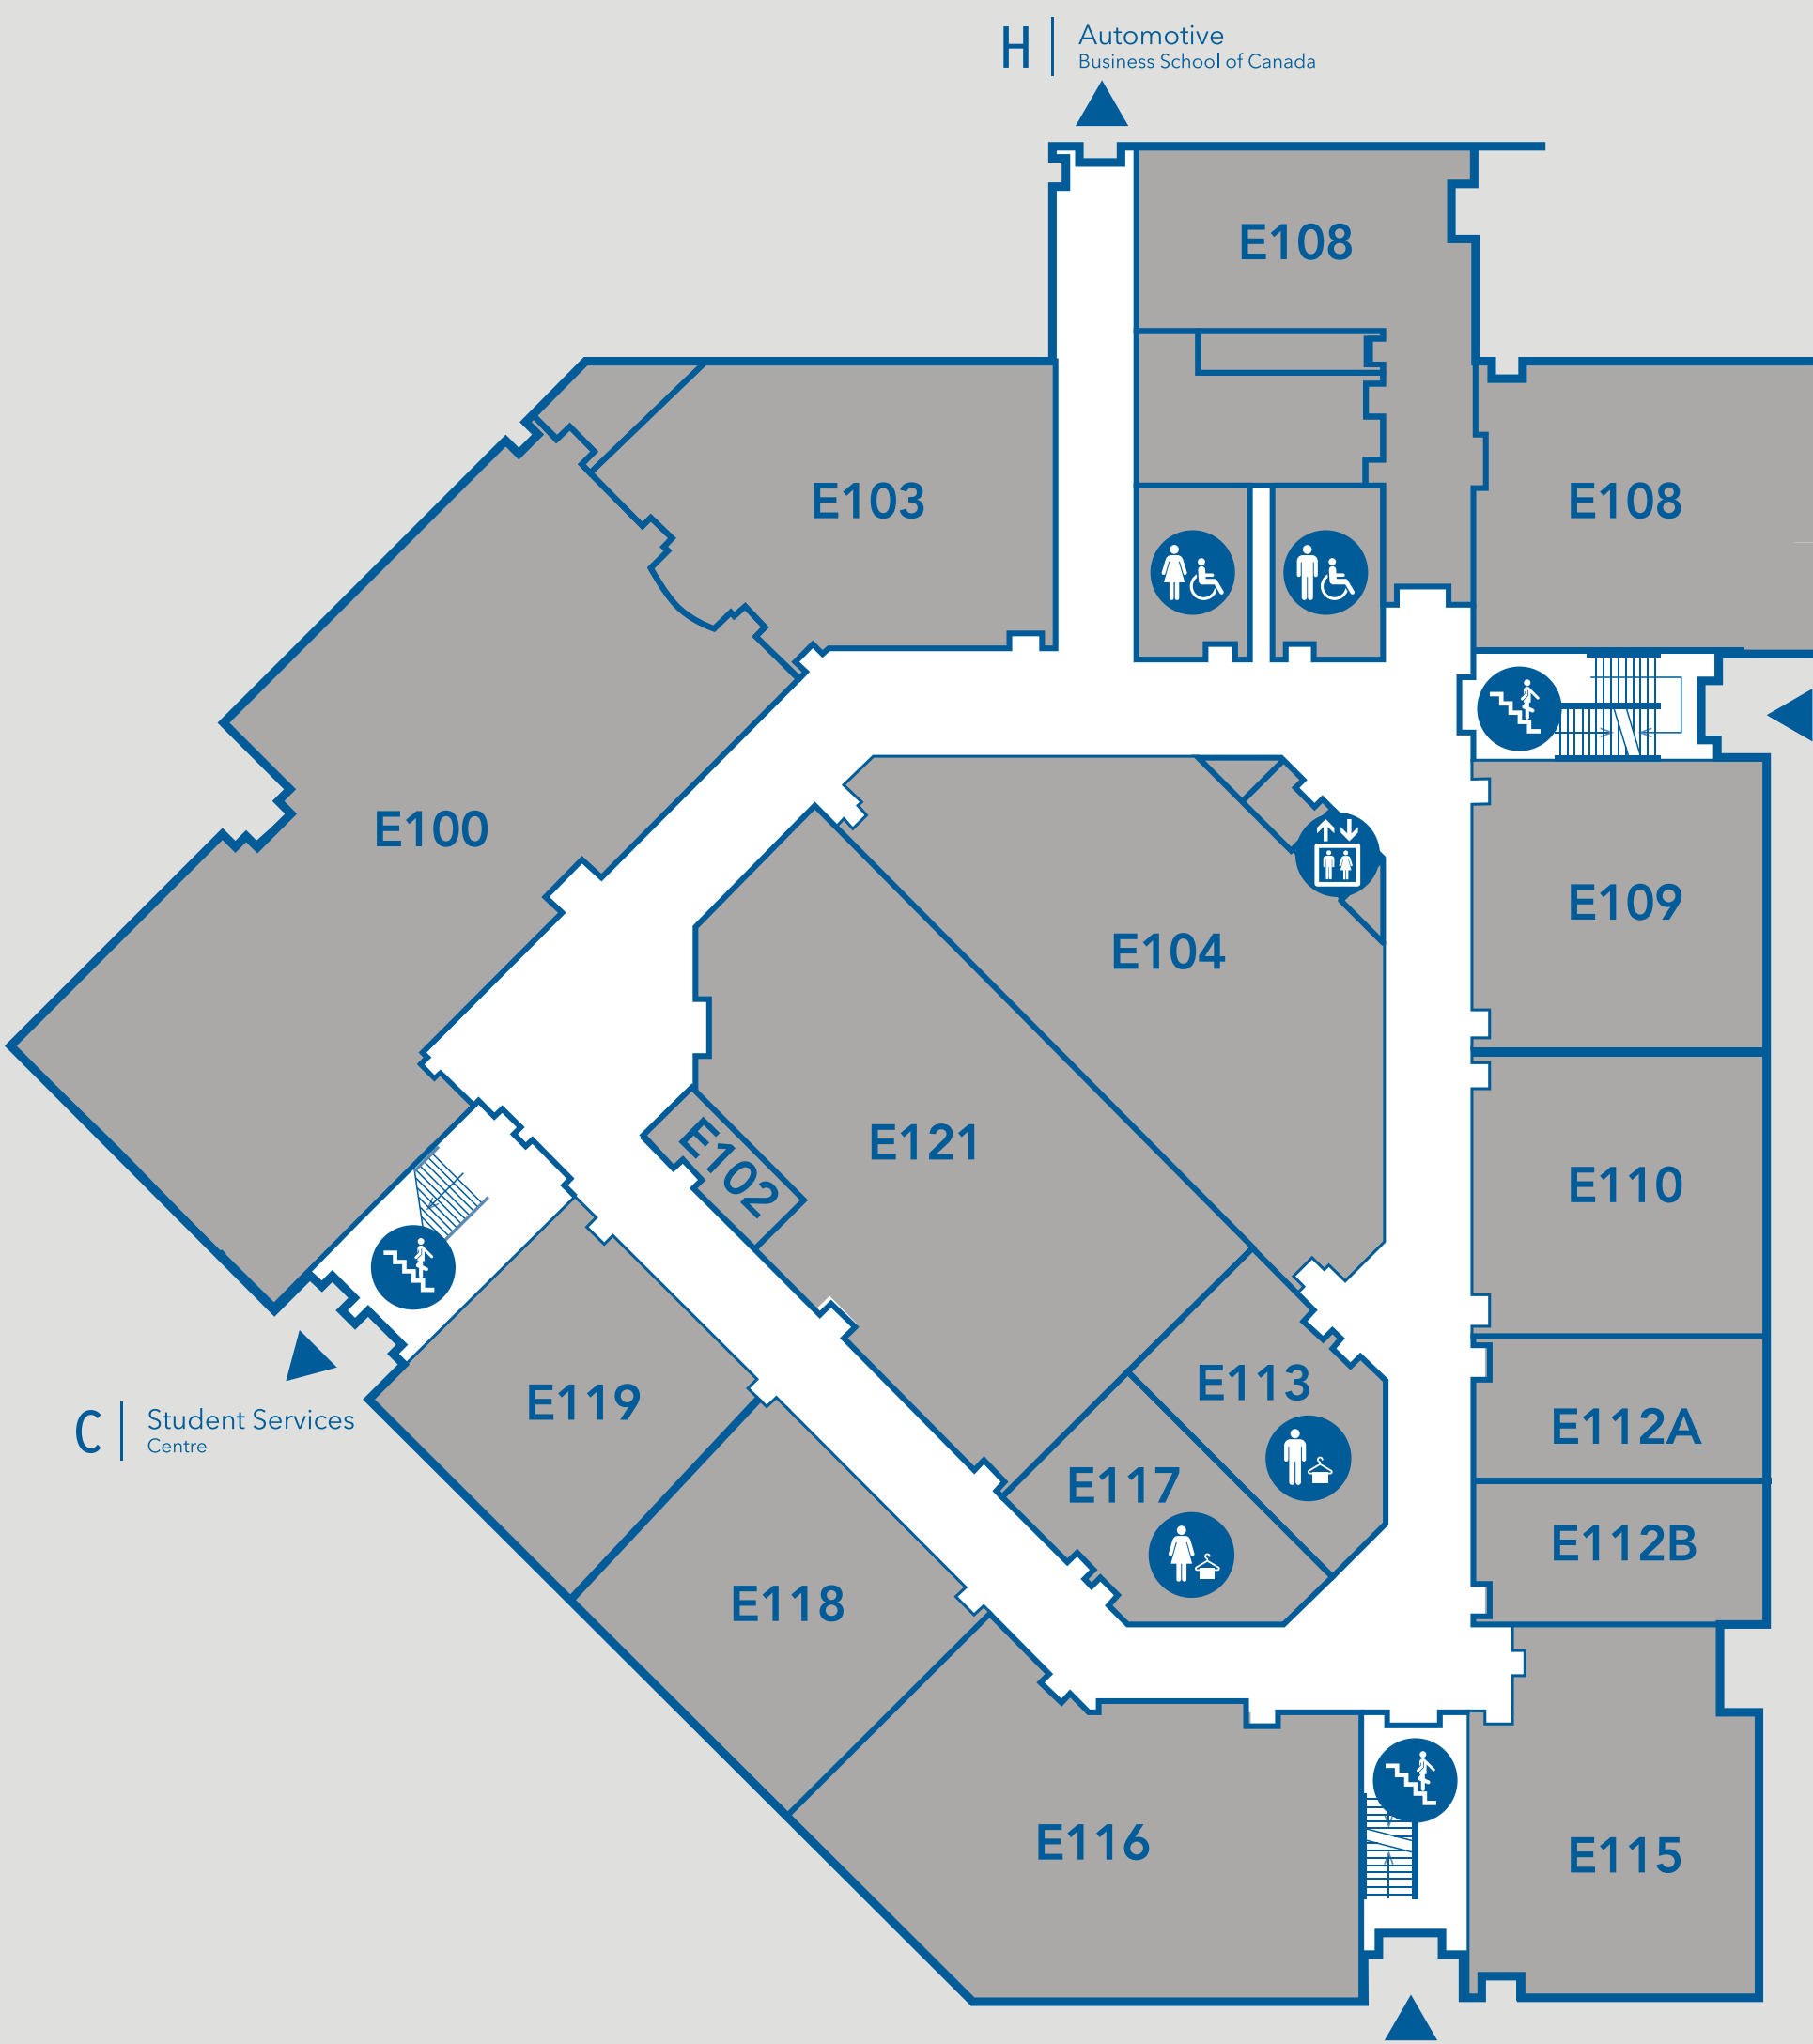 H
Automotive
Business School of Canada
E108
E103
E108
E100
E109
E104
E121
E102
E110
E113
E119
E112A
E117
E112B
E118
E116
E115
C
Student Services
Centre